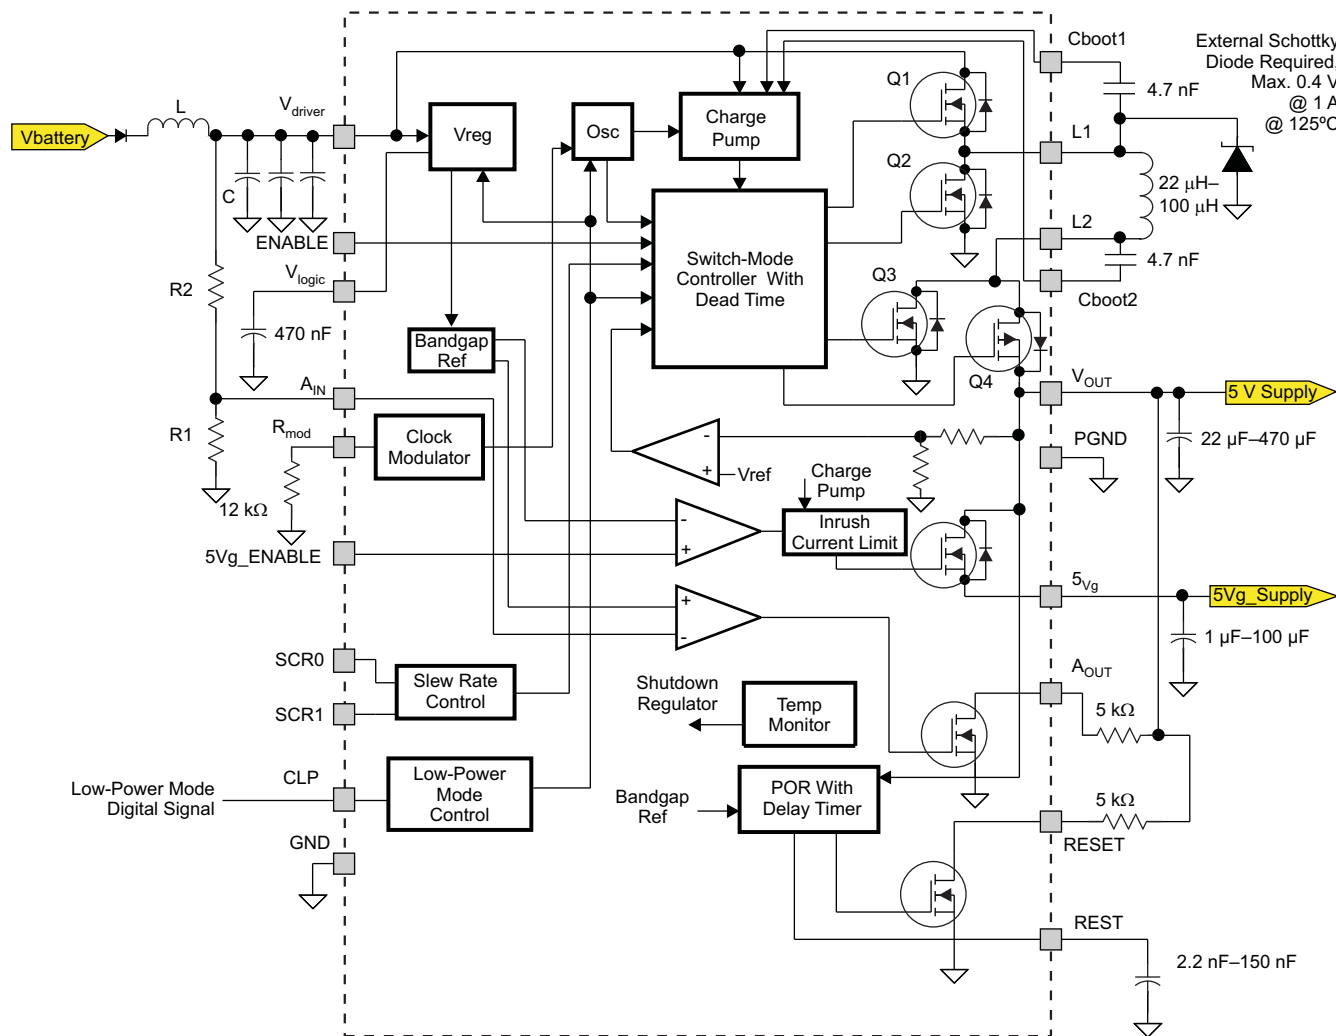 Cboot1
External Schottky
Diode Required,
Max. 0.4 V
@ 1 A
@ 125ºC
4.7 nF
Q1
L
Vdriver
Vbattery
Vreg
Osc
Charge
Pump
L1
Q2
C
22 µH–
100 µH
ENABLE
L2
Switch-Mode
Controller With
Dead Time
Q3
4.7 nF
Vlogic
R2
Cboot2
470 nF
Bandgap
Ref
Q4
AIN
VOUT
5 V Supply
R1
Rmod
Clock
Modulator
-
+
Vref
PGND
22 µF–470 µF
12 kΩ
Charge
Pump
Inrush
Current Limit
-
+
5Vg_ENABLE
5Vg
5Vg_Supply
+
-
1 µF–100 µF
SCR0
Slew Rate
Control
SCR1
Shutdown
Regulator
Temp
Monitor
AOUT
5 kΩ
Low-Power Mode
Digital Signal
CLP
Low-Power
Mode
Control
Bandgap
Ref
POR With
Delay Timer
5 kΩ
RESET
GND
REST
2.2 nF–150 nF